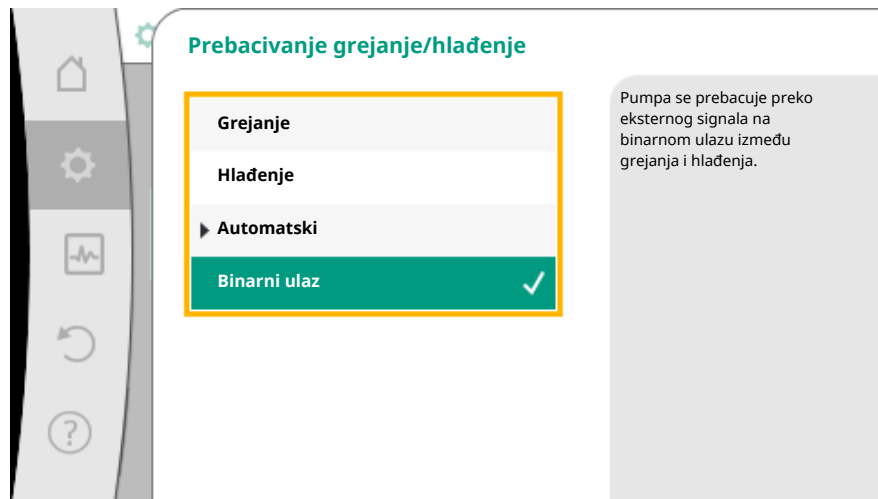 Prebacivanje grejanje/hlađenje
Grejanje
Hlađenje
Automatski
Binarni ulaz
Pumpa se prebacuje preko
eksternog signala na
binarnom ulazu između
grejanja i hlađenja.
?